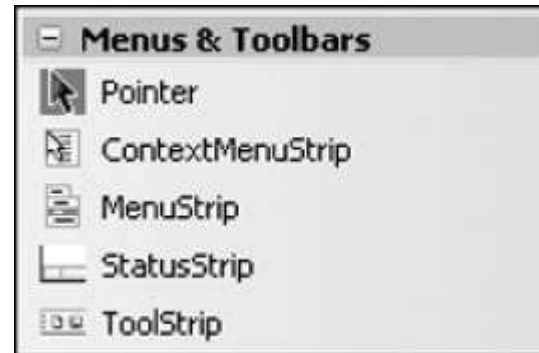 Menus & Toolbars
Pointer
ContextMenuStrip
MenuStrip
StatusStrip
ToolStrip